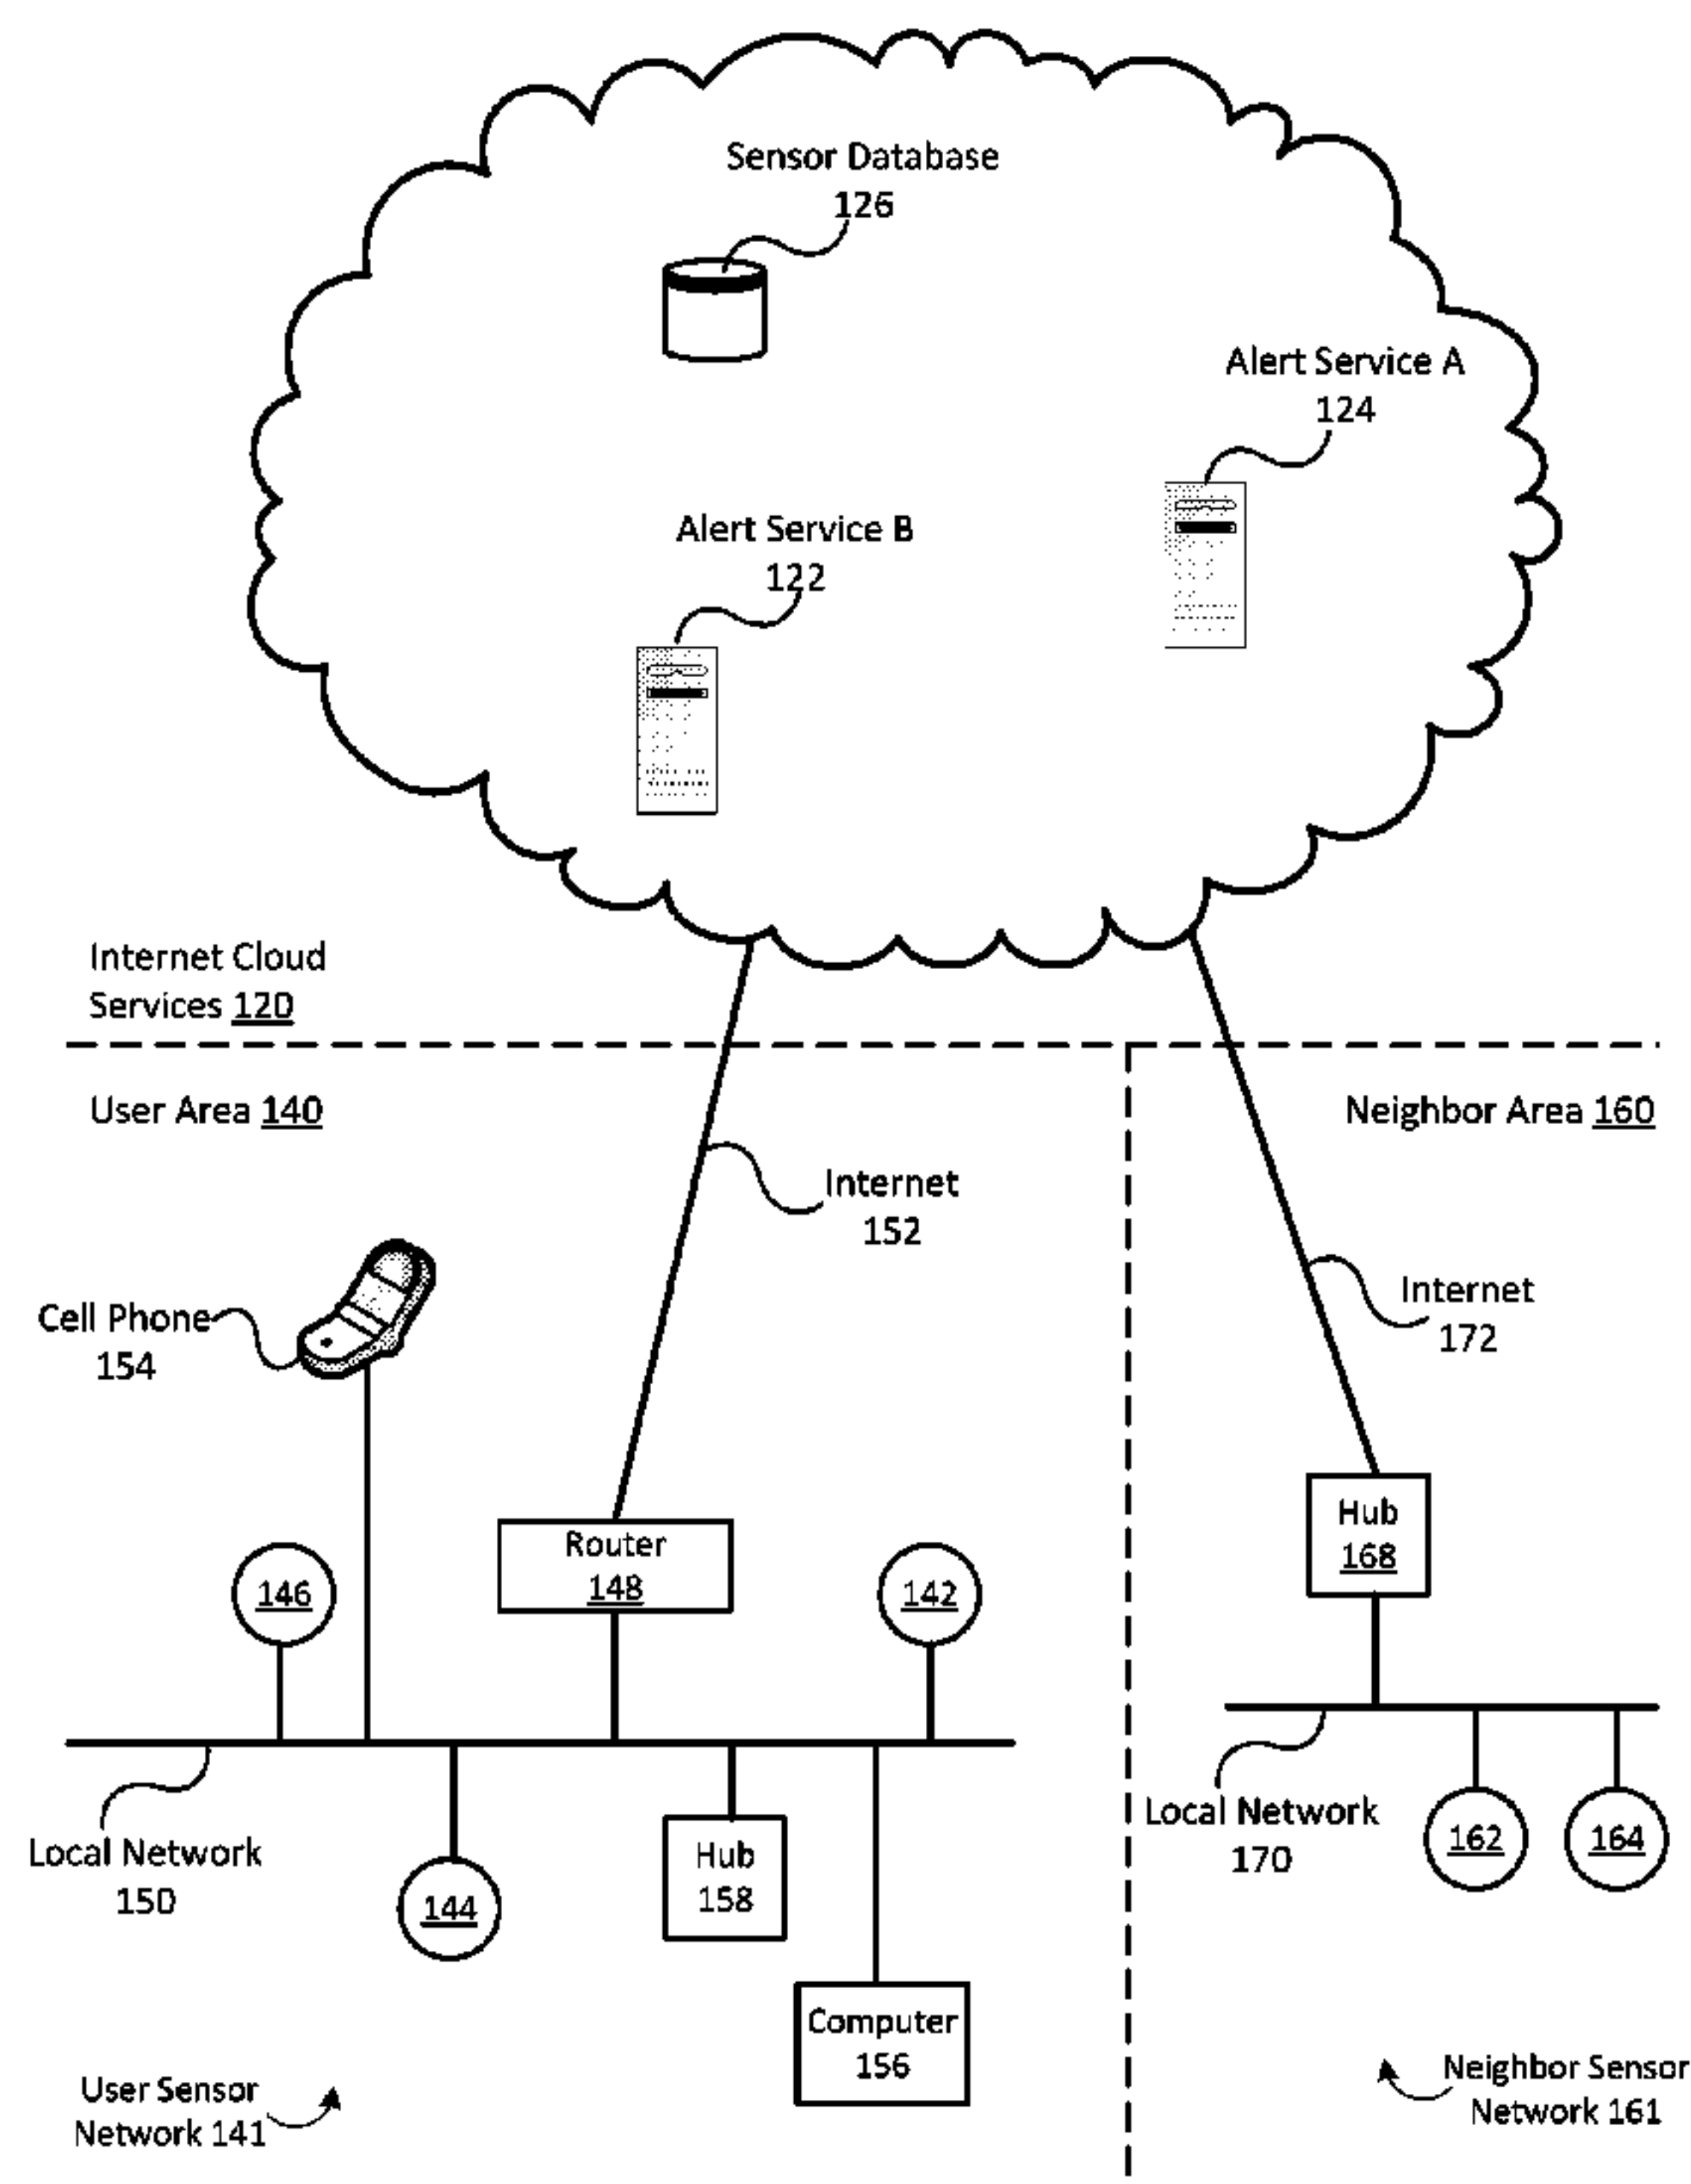 Sensor Database
126
Alert Service A
124
Alert Service B
122
Internet Cloud
Services 120
User Area 140
Neighbor Area 160
Internet
152
Internet
172
Cell Phone
154
Hub
168
Router
148
146
142
Local Network
150
144
Hub
158
Local Network
170
162
164
Computer
156
User Sensor
Network 141
Neighbor Sensor
Network 161